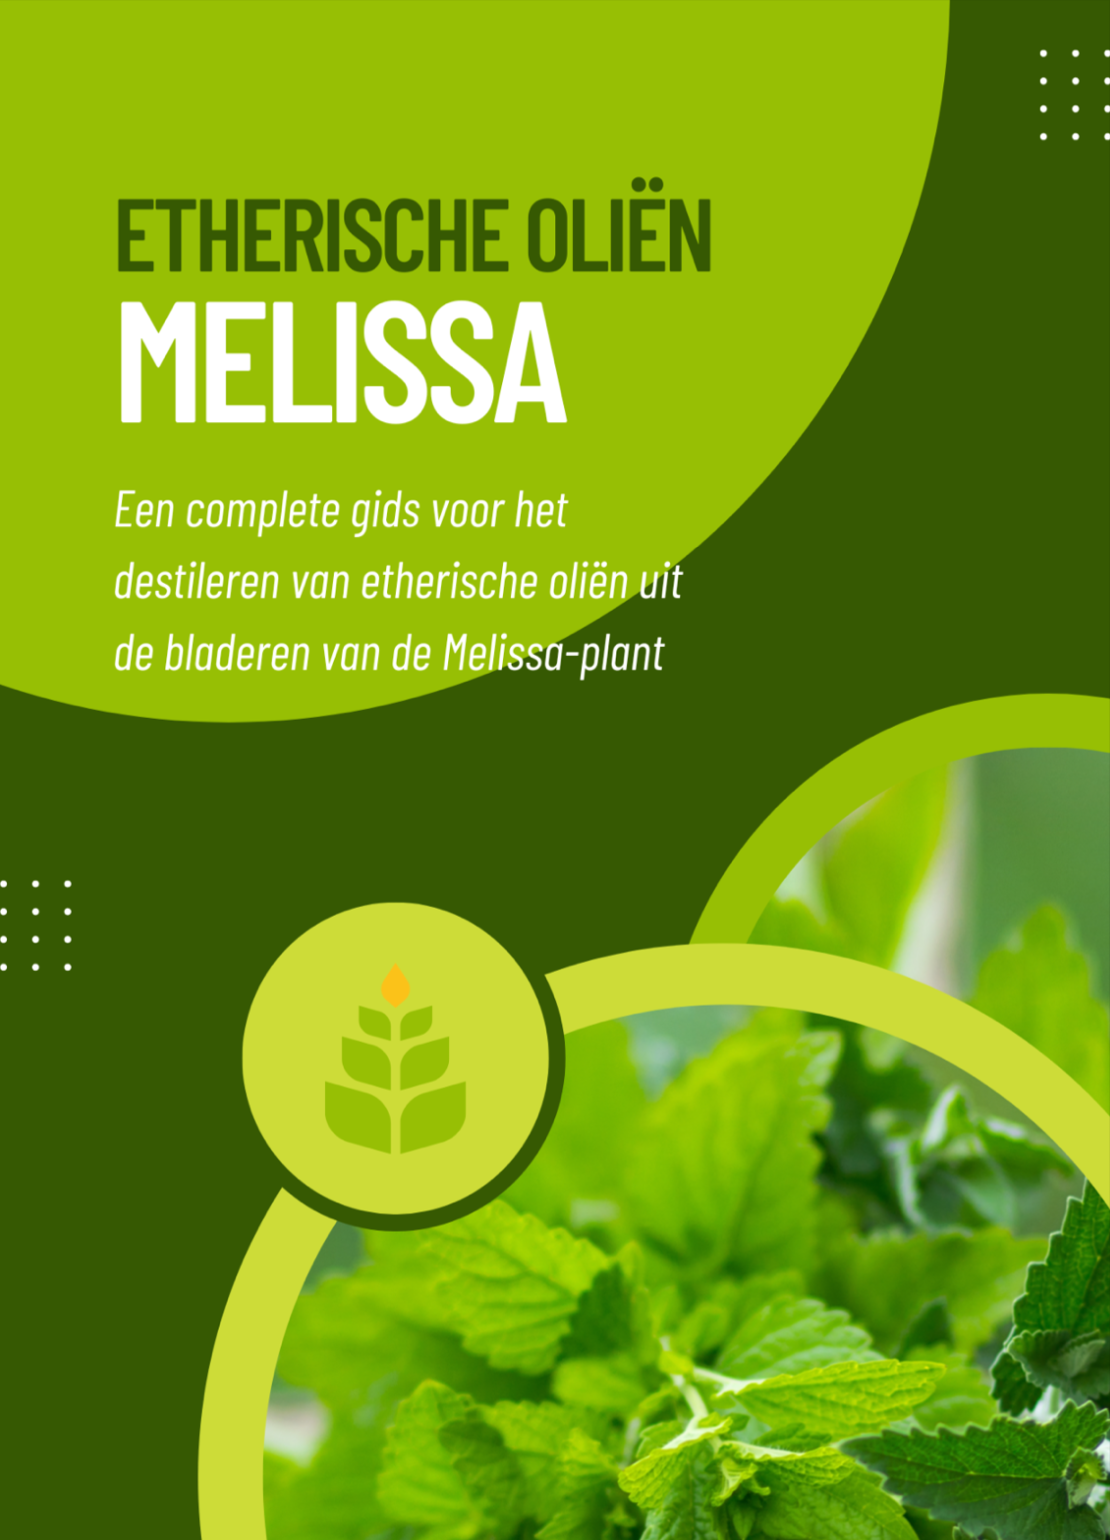 ETHERISCHE OLIËN
MELISSA
Een complete gids voor het
destileren van etherische oliën uit
de bladeren van de Melissa-plant